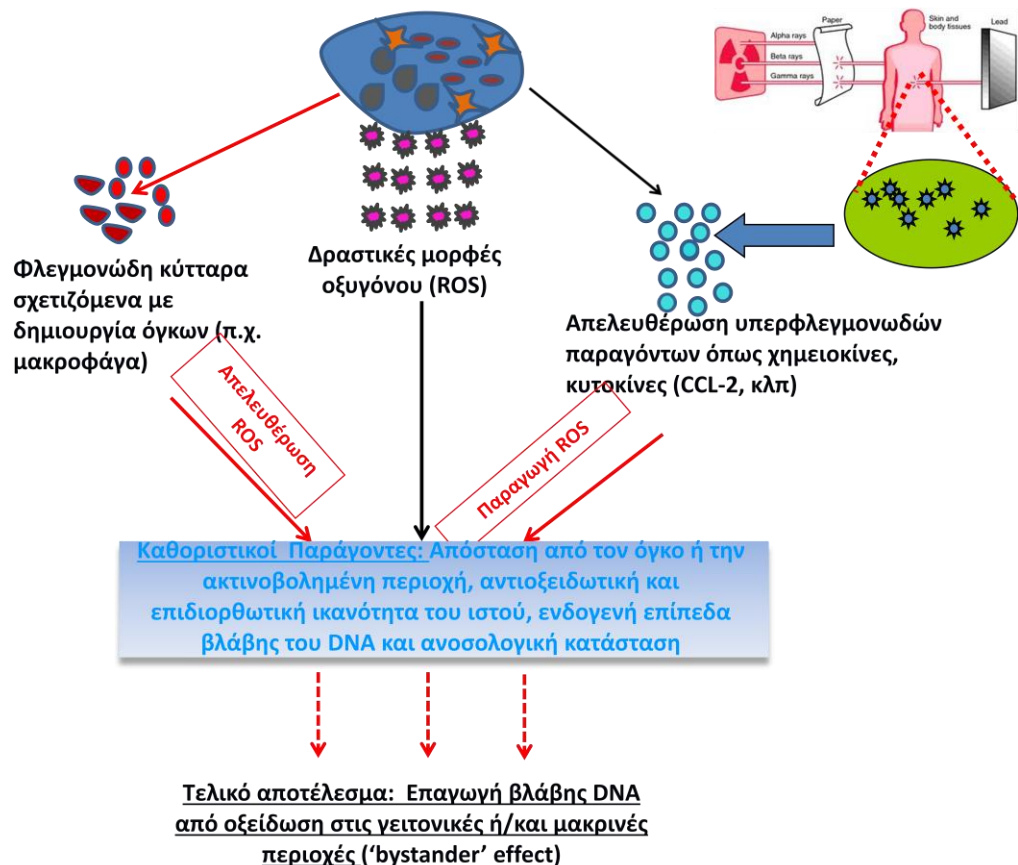 Paper
Skin and
body tissues
Lead
Alpha rays
Beta rays
Gamma rays
Φλεγμονώδη κύτταρα
σχετιζόμενα με
δημιουργία όγκων (π.χ.
μακροφάγα)
Δραστικές μορφές
οξυγόνου (ROS)
Απελευθέρωση υπερφλεγμονωδών
παραγόντων όπως χημειοκίνες,
κυτοκίνες (CCL-2, κλπ)
Απελευθέρωση
ROS
Παραγωγή ROS
Καθοριστικοί Παράγοντες: Απόσταση από τον όγκο ή την
ακτινοβολημένη περιοχή, αντιοξειδωτική και
επιδιορθωτική ικανότητα του ιστού, ενδογενή επίπεδα
βλάβης του DNA και ανοσολογική κατάσταση
Τελικό αποτέλεσμα: Επαγωγή βλάβης DNA
από οξείδωση στις γειτονικές ή/και μακρινές
περιοχές (‘bystander’ effect)